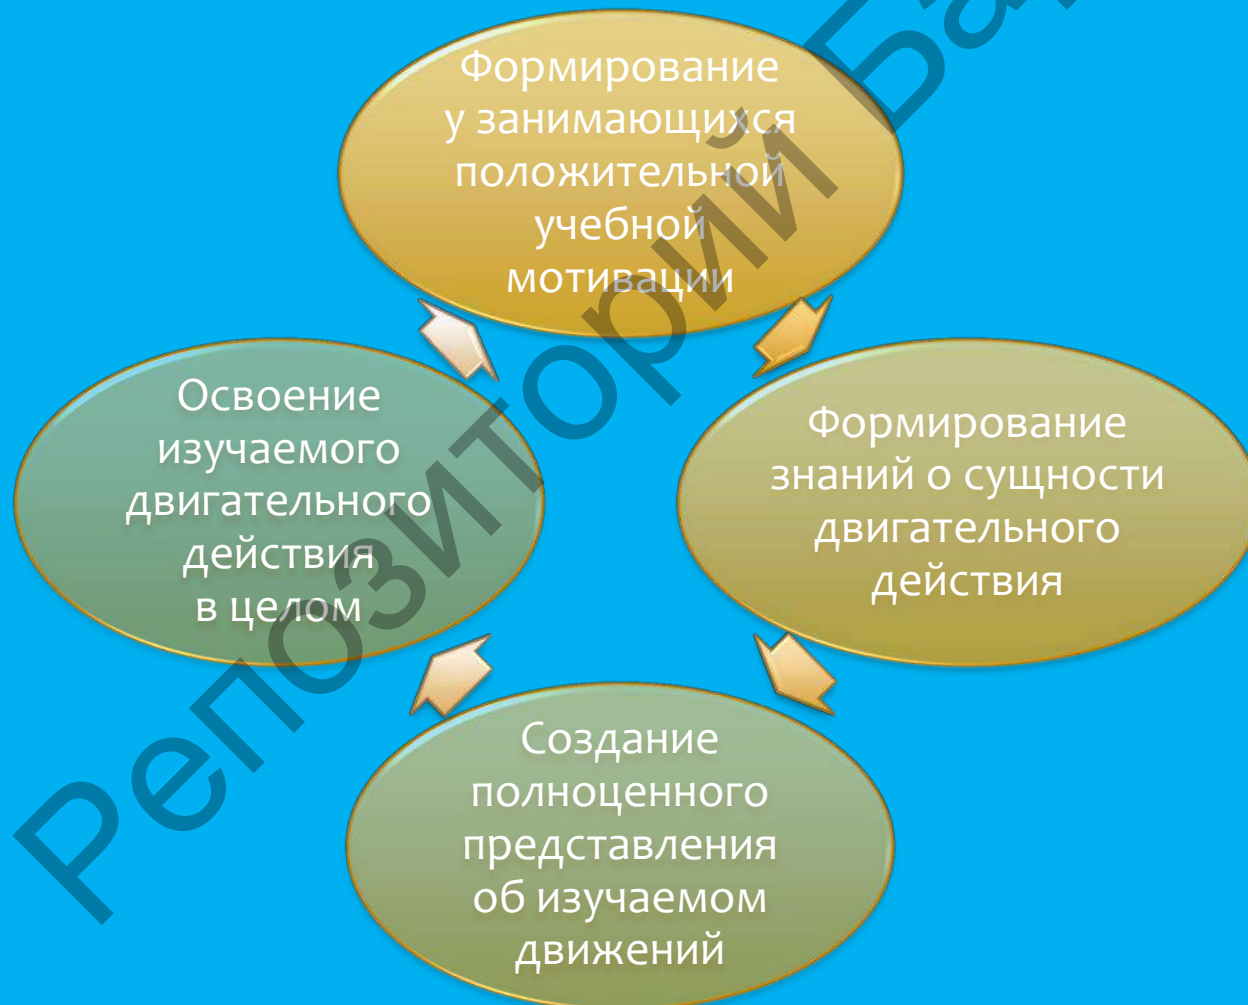 Формирование
у занимающихся
положительной
учебной
мотивации
Освоение
изучаемого
двигательного
действия
в целом
Формирование
знаний о сущности
двигательного
действия
Создание
полноценного
представления
об изучаемом
движений
Репозиторий